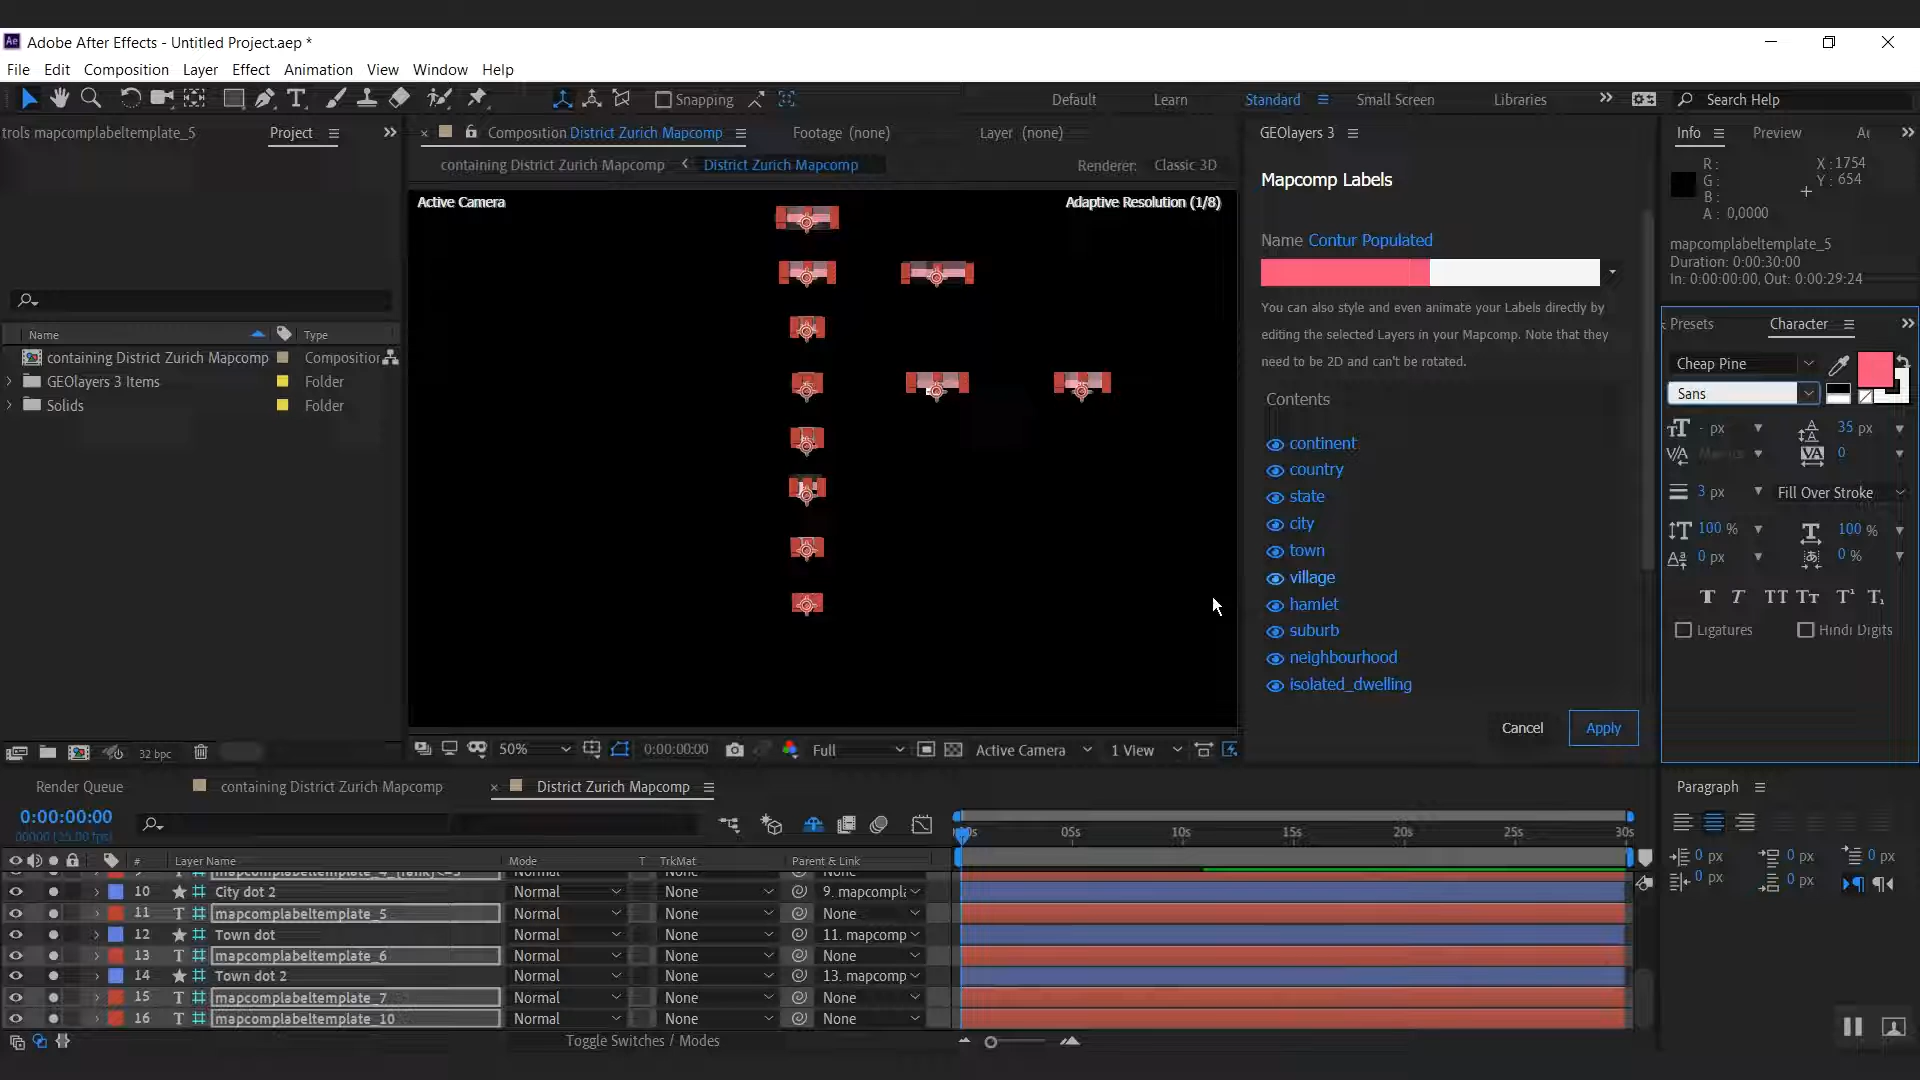 Adobe After Effects - Untitled Project.aep *
File Edit Composition Layer Effect Animation View Window Help
Snapping
Default Learn Standard Small Screen Libraries
Search Help
trols mapcomplabeltemplate_5
Project
Composition District Zurich Mapcomp
Footage (none)
Layer (none)
GEOlayers 3
Info Preview
containing District Zurich Mapcomp < District Zurich Mapcomp
Renderer: Classic 3D
Active Camera
Adaptive Resolution (1/8)
Mapcomp Labels
Name Contur Populated
You can also style and even animate your Labels directly by
editing the selected Layers in your Mapcomp. Note that they
need to be 2D and can't be rotated.
Contents
continent
country
state
city
town
village
hamlet
suburb
neighbourhood
isolated_dwelling
Cancel Apply
R :
G :
B :
A : 0,0000
X : 1754
Y : 654
mapcomplabeltemplate_5
Duration: 0:00:30:00
In: 0:00:00:00, Out: 0:00:29:24
Presets Character
Cheap Pine
Sans
- px 35 px
0
3 px Fill Over Stroke
100 % 100 %
0 px 0 %
Ligatures Hindi Digits
Name Type
containing District Zurich Mapcomp Composition
GEOlayers 3 Items Folder
Solids Folder
32 bpc
50% 0:00:00:00 Full Active Camera 1 View
Render Queue
containing District Zurich Mapcomp
District Zurich Mapcomp
0:00:00:00
05s 10s 15s 20s 25s 30s
# Layer Name Mode T TrkMat Parent & Link
10 City dot 2 Normal None 9. mapcompl
11 mapcomplabeltemplate_5 Normal None None
12 Town dot Normal None 11. mapcomp
13 mapcomplabeltemplate_6 Normal None None
14 Town dot 2 Normal None 13. mapcomp
15 mapcomplabeltemplate_7 Normal None None
16 mapcomplabeltemplate_10 Normal None None
Toggle Switches / Modes
Paragraph
0 px 0 px 0 px
0 px 0 px